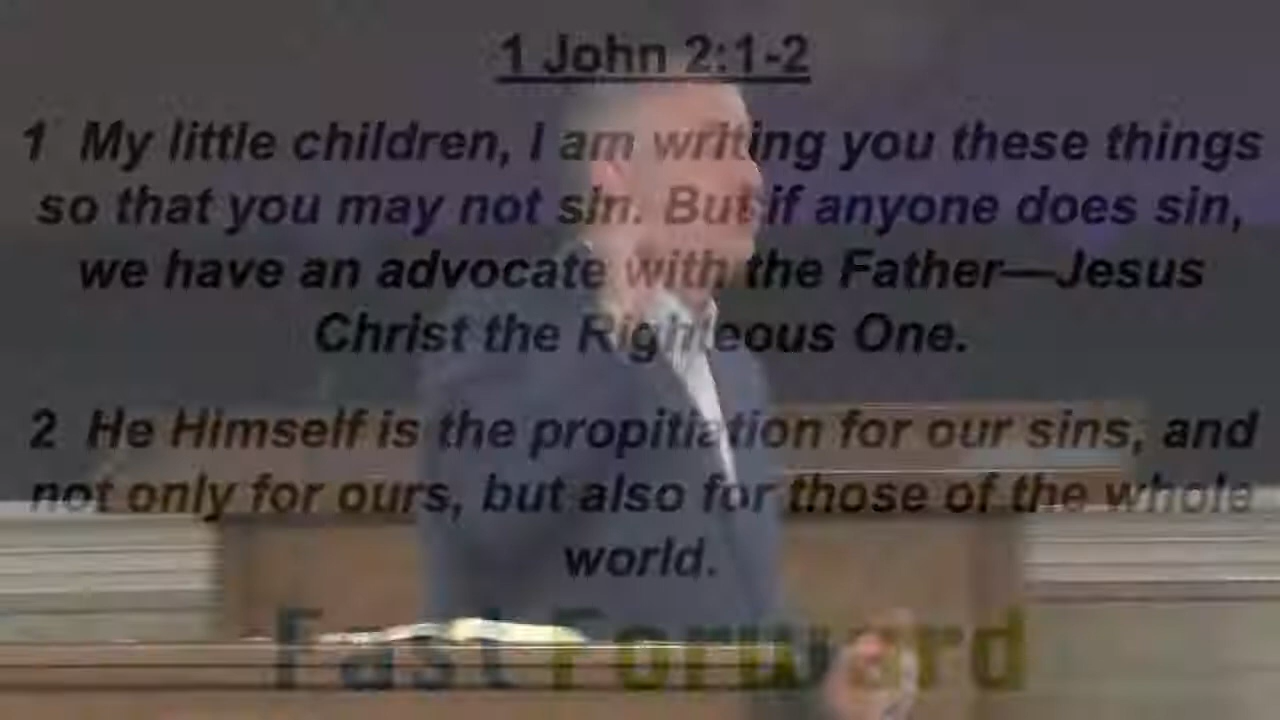 1 John 2:1-2
1 My little children, I am writing you these things
so that you may not sin. But if anyone does sin,
we have an advocate with the Father—Jesus
Christ the Righteous One.
2 He Himself is the propitiation for our sins, and
not only for ours, but also for those of the whole
world.
Fast Forward